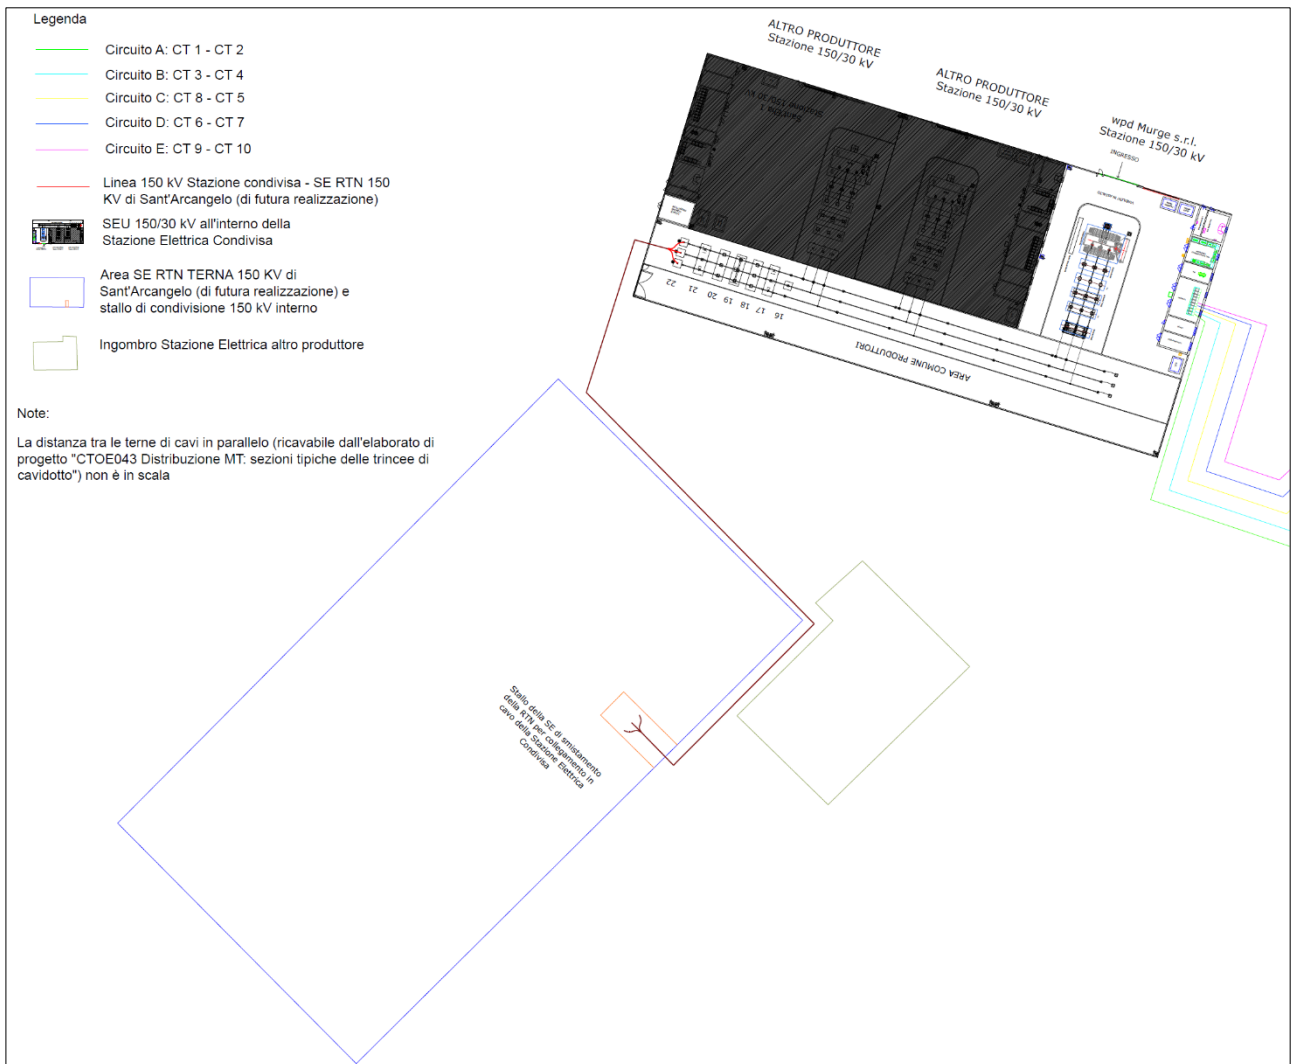 Legenda
Circuito A: CT 1 - CT 2
Circuito B: CT 3 - CT 4
Circuito C: CT 8 - CT 5
Circuito D: CT 6 - CT 7
Circuito E: CT 9 - CT 10
Linea 150 kV Stazione condivisa - SE RTN 150
KV di Sant'Arcangelo (di futura realizzazione)
SEU 150/30 kV all'interno della
Stazione Elettrica Condivisa
Area SE RTN TERNA 150 KV di
Sant'Arcangelo (di futura realizzazione) e
stallo di condivisione 150 kV interno
Ingombro Stazione Elettrica altro produttore
Note:
La distanza tra le terne di cavi in parallelo (ricavabile dall'elaborato di
progetto "CTOE043 Distribuzione MT: sezioni tipiche delle trincee di
cavidotto") non è in scala
ALTRO PRODUTTORE
Stazione 150/30 kV
ALTRO PRODUTTORE
Stazione 150/30 kV
wpd Murge s.r.l.
Stazione 150/30 kV
INGRESSO
Stazione 150/30 kV
22
21
20
19
18
17
16
AREA COMUNE PRODUTTORI
Stallo della SE di smistamento
della RTN per collegamento in
cavo della Stazione Elettrica
Condivisa